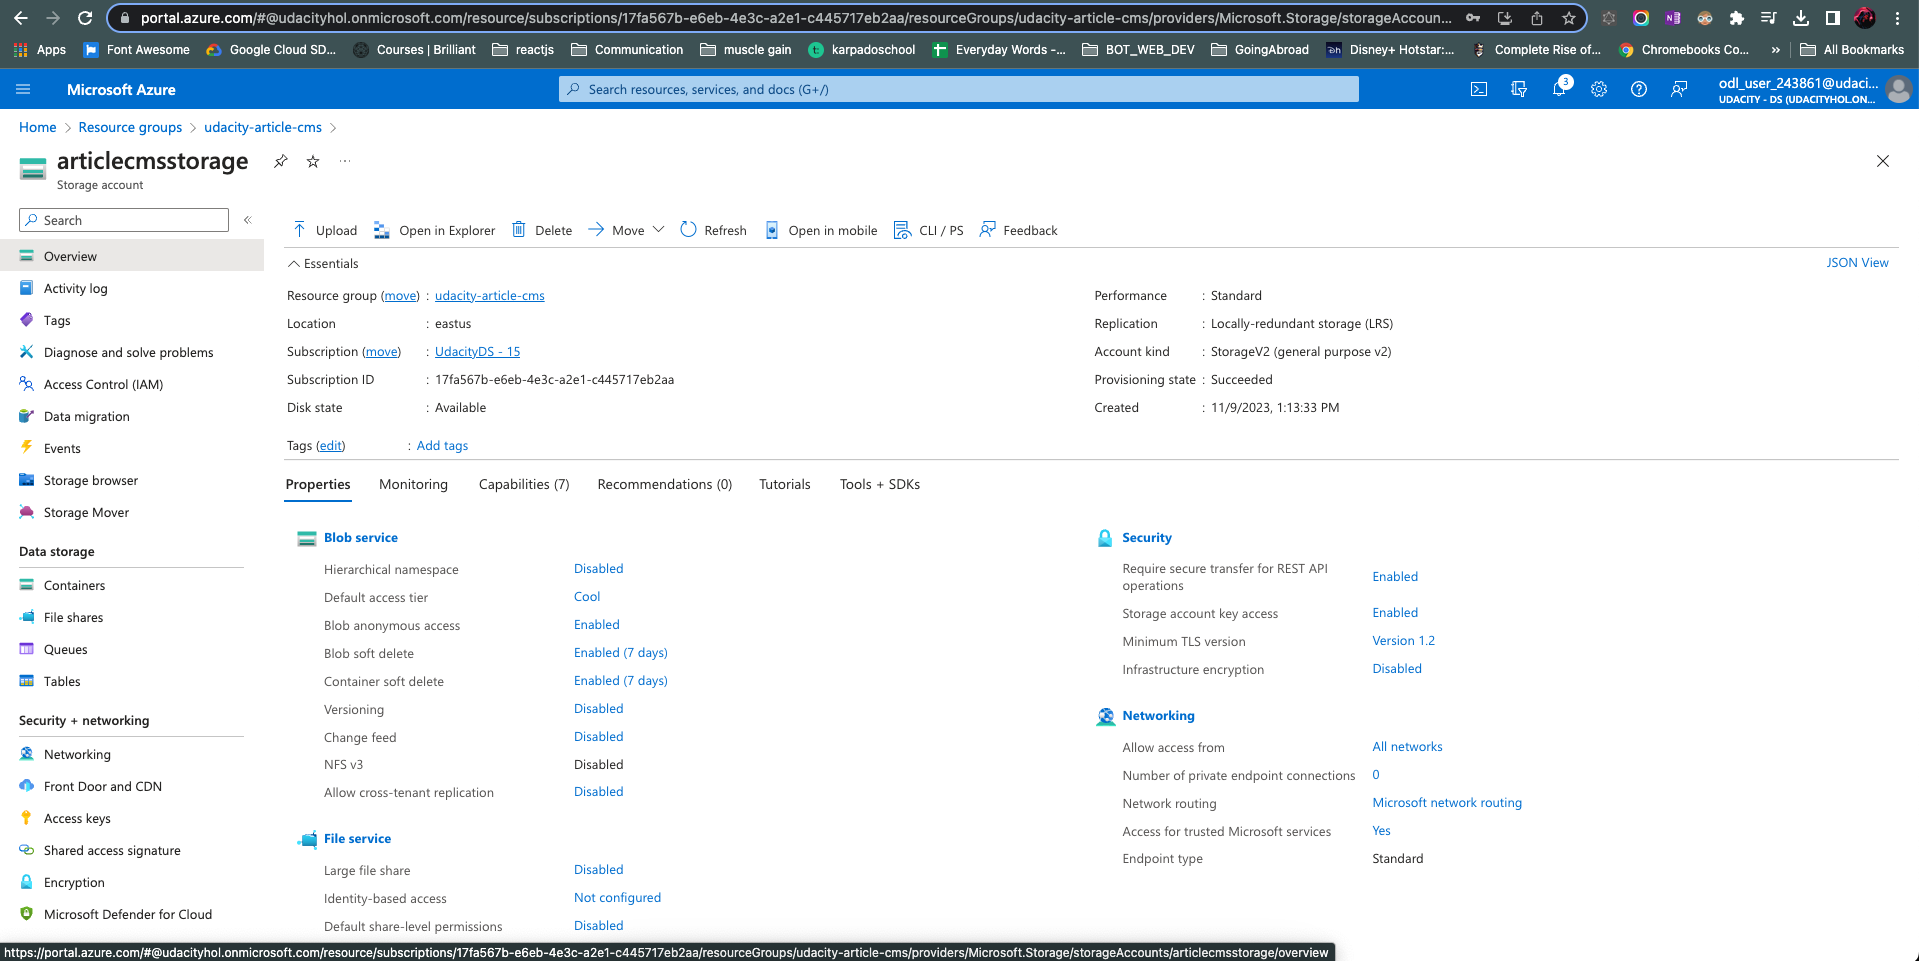 portal.azure.com/#@udacityhol.onmicrosoft.com/resource/subscriptions/17fa567b-e6eb-4e3c-a2e1-c445717eb2aa/resourceGroups/udacity-article-cms/providers/Microsoft.Storage/storageAccoun...
Apps Font Awesome Google Cloud SD... Courses | Brilliant reactjs Communication muscle gain karpadoschool Everyday Words -... BOT_WEB_DEV GoingAbroad Disney+ Hotstar:... Complete Rise of... Chromebooks Co... » All Bookmarks
Microsoft Azure
Search resources, services, and docs (G+/)
3
odl_user_243861@udaci...
UDACITY - DS (UDACITYHOL.ON...
Home > Resource groups > udacity-article-cms >
articlecmsstorage ...
Storage account
Search «
Overview
Activity log
Tags
Diagnose and solve problems
Access Control (IAM)
Data migration
Events
Storage browser
Storage Mover
Data storage
Containers
File shares
Queues
Tables
Security + networking
Networking
Front Door and CDN
Access keys
Shared access signature
Encryption
Microsoft Defender for Cloud
Upload Open in Explorer Delete Move Refresh Open in mobile CLI / PS Feedback
Essentials
JSON View
Resource group (move) : udacity-article-cms
Location : eastus
Subscription (move) : UdacityDS - 15
Subscription ID : 17fa567b-e6eb-4e3c-a2e1-c445717eb2aa
Disk state : Available
Performance : Standard
Replication : Locally-redundant storage (LRS)
Account kind : StorageV2 (general purpose v2)
Provisioning state : Succeeded
Created : 11/9/2023, 1:13:33 PM
Tags (edit) : Add tags
Properties Monitoring Capabilities (7) Recommendations (0) Tutorials Tools + SDKs
Blob service
Hierarchical namespace Disabled
Default access tier Cool
Blob anonymous access Enabled
Blob soft delete Enabled (7 days)
Container soft delete Enabled (7 days)
Versioning Disabled
Change feed Disabled
NFS v3 Disabled
Allow cross-tenant replication Disabled
File service
Large file share Disabled
Identity-based access Not configured
Default share-level permissions Disabled
Security
Require secure transfer for REST API
operations Enabled
Storage account key access Enabled
Minimum TLS version Version 1.2
Infrastructure encryption Disabled
Networking
Allow access from All networks
Number of private endpoint connections 0
Network routing Microsoft network routing
Access for trusted Microsoft services Yes
Endpoint type Standard
https://portal.azure.com/#@udacityhol.onmicrosoft.com/resource/subscriptions/17fa567b-e6eb-4e3c-a2e1-c445717eb2aa/resourceGroups/udacity-article-cms/providers/Microsoft.Storage/storageAccounts/articlecmsstorage/overview